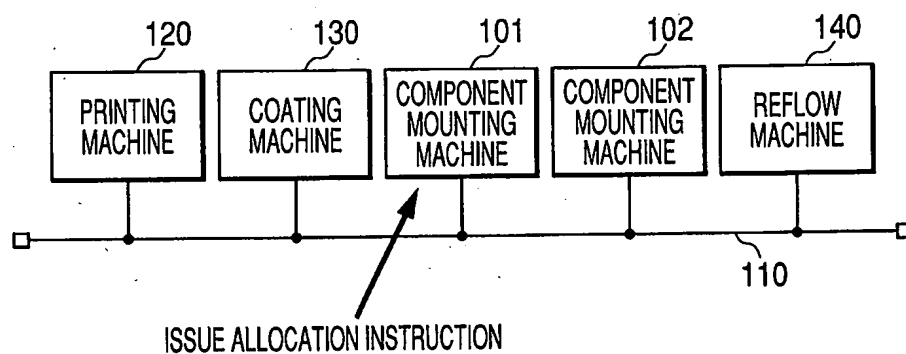 120
130
101
102
140
PRINTING
MACHINE
COATING
MACHINE
COMPONENT
MOUNTING
MACHINE
COMPONENT
MOUNTING
MACHINE
REFLOW
MACHINE
110
ISSUE ALLOCATION INSTRUCTION